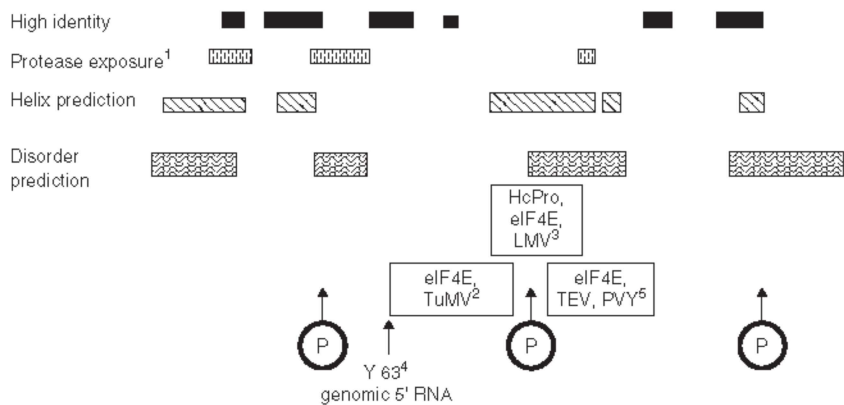 High identity
Protease exposure¹
Helix prediction
Disorder
prediction
HcPro,
eIF4E,
LMV³
eIF4E,
TuMV²
eIF4E,
TEV, PVY⁵
P
P
P
Y 63⁴
genomic 5' RNA